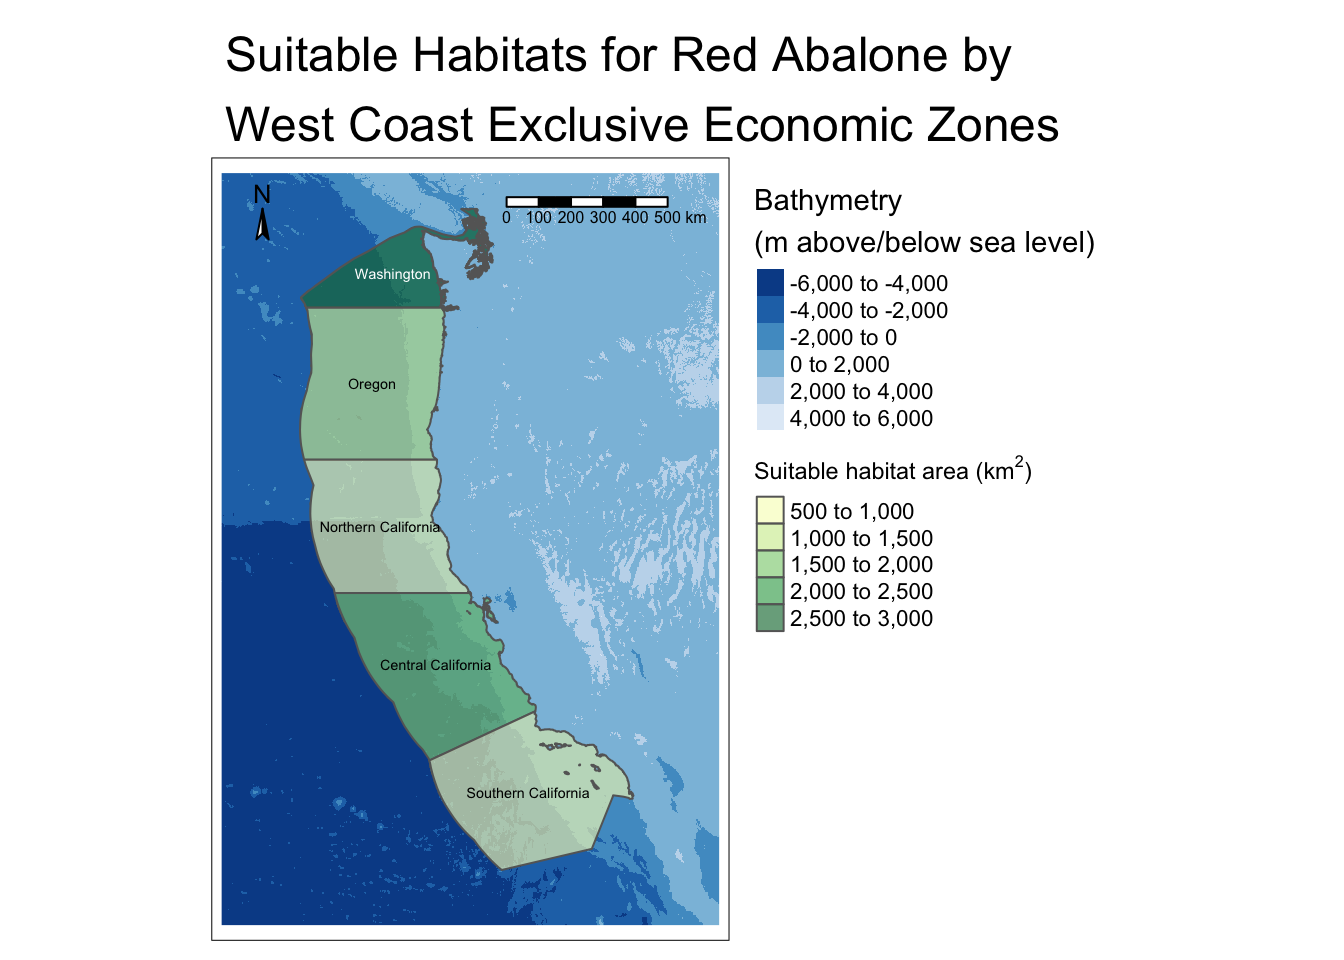 Suitable Habitats for Red Abalone by
West Coast Exclusive Economic Zones
N
0 100 200 300 400 500 km
Washington
Oregon
Northern California
Central California
Southern California
Bathymetry
(m above/below sea level)
-6,000 to -4,000
-4,000 to -2,000
-2,000 to 0
0 to 2,000
2,000 to 4,000
4,000 to 6,000
Suitable habitat area (km²)
500 to 1,000
1,000 to 1,500
1,500 to 2,000
2,000 to 2,500
2,500 to 3,000